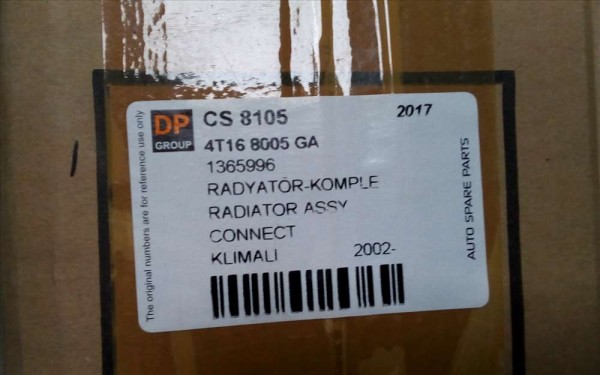 The original numbers are for reference use only
DP
GROUP
CS 8105
2017
4T16 8005 GA
1365996
RADYATÖR-KOMPLE
RADIATOR ASSY
CONNECT
KLIMALI 2002-
AUTO SPARE PARTS